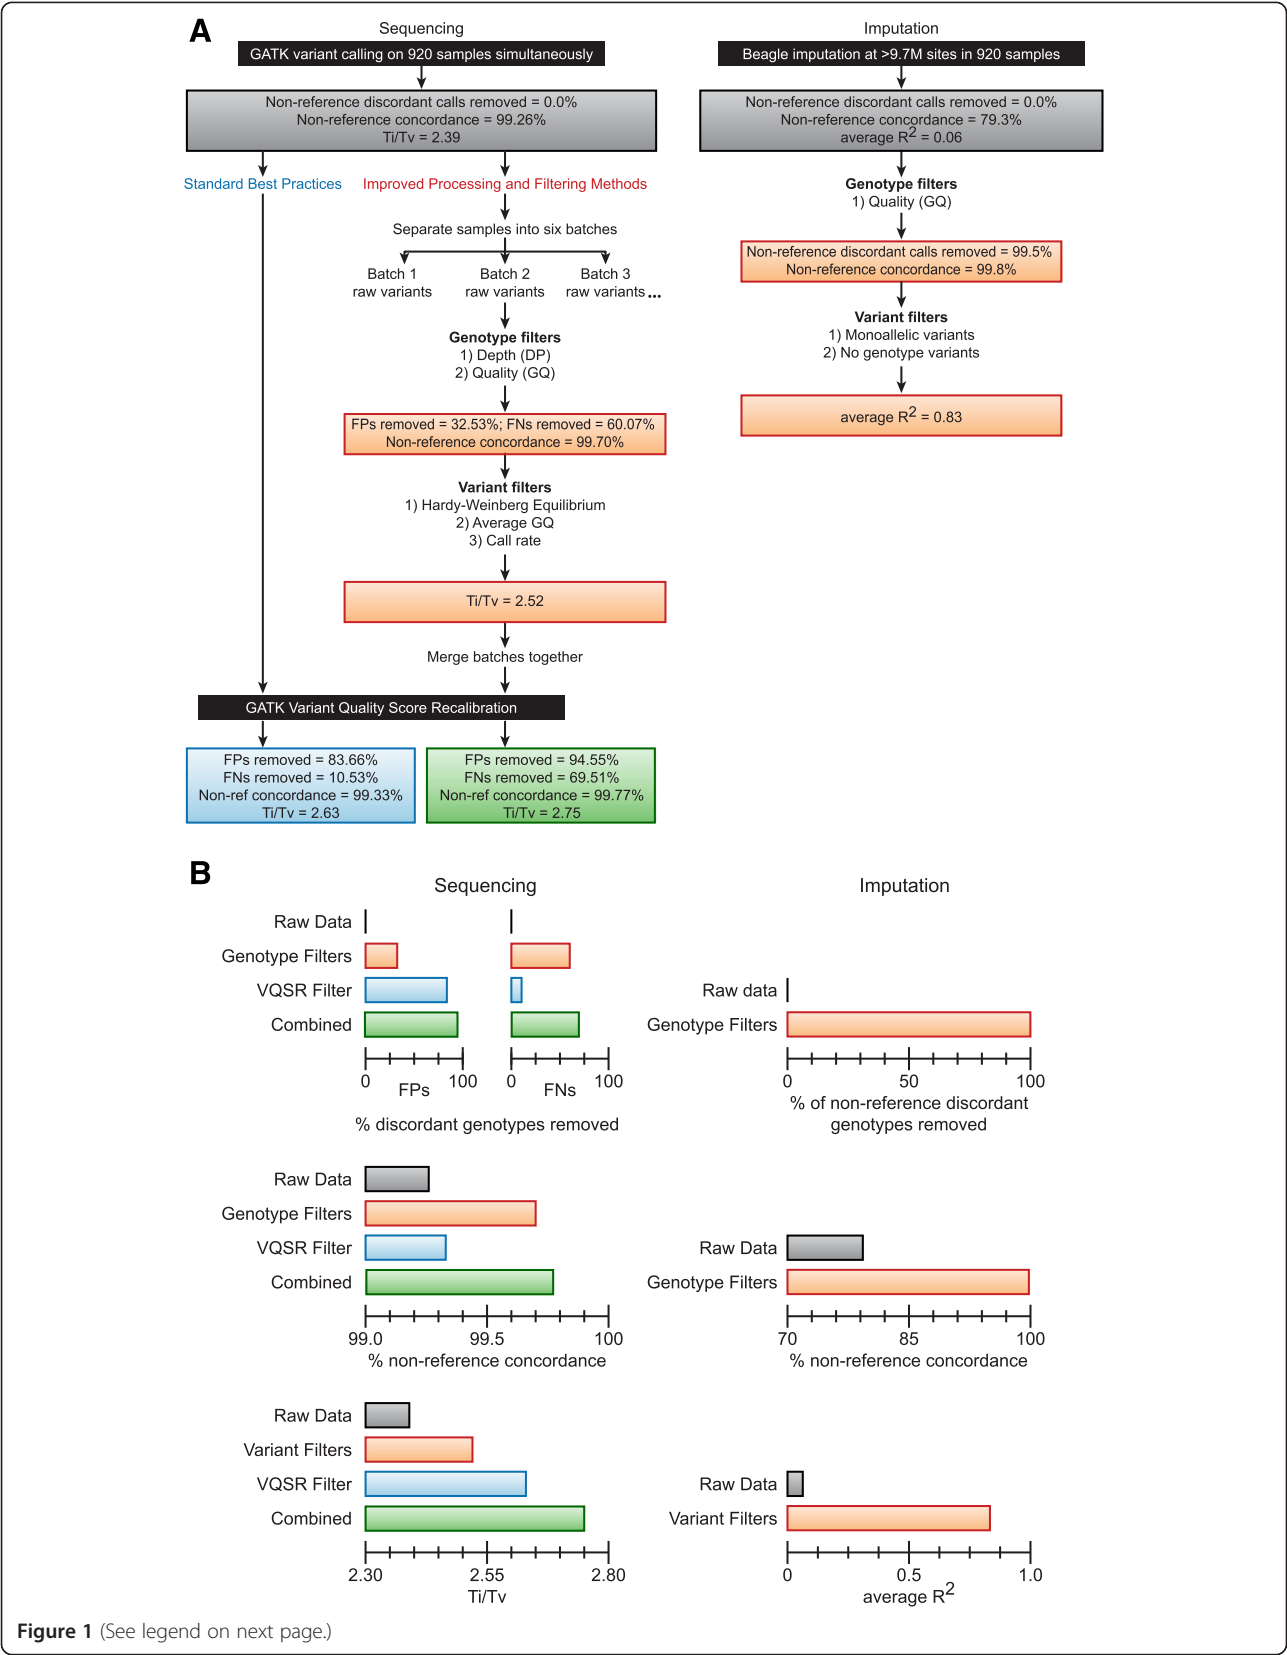 A
Sequencing
GATK variant calling on 920 samples simultaneously
Non-reference discordant calls removed = 0.0%
Non-reference concordance = 99.26%
Ti/Tv = 2.39
Standard Best Practices
Improved Processing and Filtering Methods
Separate samples into six batches
Batch 1
raw variants
Batch 2
raw variants
Batch 3
raw variants...
Genotype filters
1) Depth (DP)
2) Quality (GQ)
FPs removed = 32.53%; FNs removed = 60.07%
Non-reference concordance = 99.70%
Variant filters
1) Hardy-Weinberg Equilibrium
2) Average GQ
3) Call rate
Ti/Tv = 2.52
Merge batches together
GATK Variant Quality Score Recalibration
FPs removed = 83.66%
FNs removed = 10.53%
Non-ref concordance = 99.33%
Ti/Tv = 2.63
FPs removed = 94.55%
FNs removed = 69.51%
Non-ref concordance = 99.77%
Ti/Tv = 2.75
Imputation
Beagle imputation at >9.7M sites in 920 samples
Non-reference discordant calls removed = 0.0%
Non-reference concordance = 79.3%
average R2 = 0.06
Genotype filters
1) Quality (GQ)
Non-reference discordant calls removed = 99.5%
Non-reference concordance = 99.8%
Variant filters
1) Monoallelic variants
2) No genotype variants
average R2 = 0.83
B
Sequencing
Raw Data
Genotype Filters
VQSR Filter
Combined
0 100
FPs
0 100
FNs
% discordant genotypes removed
Raw Data
Genotype Filters
VQSR Filter
Combined
99.0 99.5 100
% non-reference concordance
Raw Data
Variant Filters
VQSR Filter
Combined
2.30 2.55 2.80
Ti/Tv
Imputation
Raw data
Genotype Filters
0 50 100
% of non-reference discordant
genotypes removed
Raw Data
Genotype Filters
70 85 100
% non-reference concordance
Raw Data
Variant Filters
0 0.5 1.0
average R2
Figure 1 (See legend on next page.)